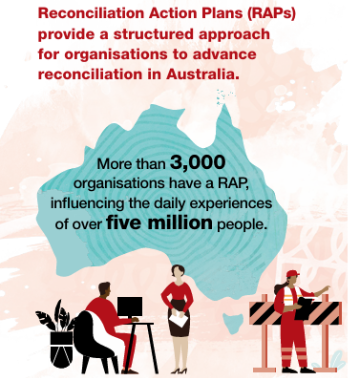 Reconciliation Action Plans (RAPs)
provide a structured approach
for organisations to advance
reconciliation in Australia.
More than 3,000
organisations have a RAP,
influencing the daily experiences
of over five million people.